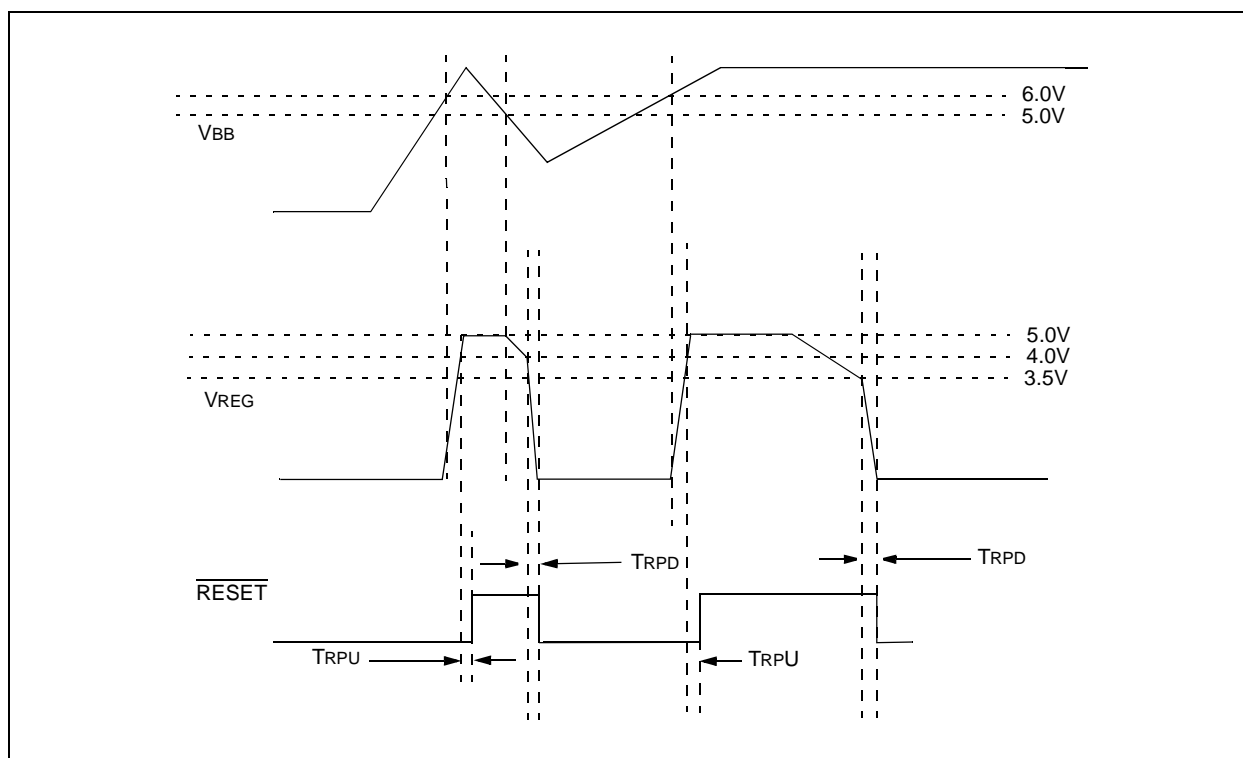 6.0V
5.0V
VBB
5.0V
4.0V
3.5V
VREG
TRPD
TRPD
RESET
TRPU
TRPU